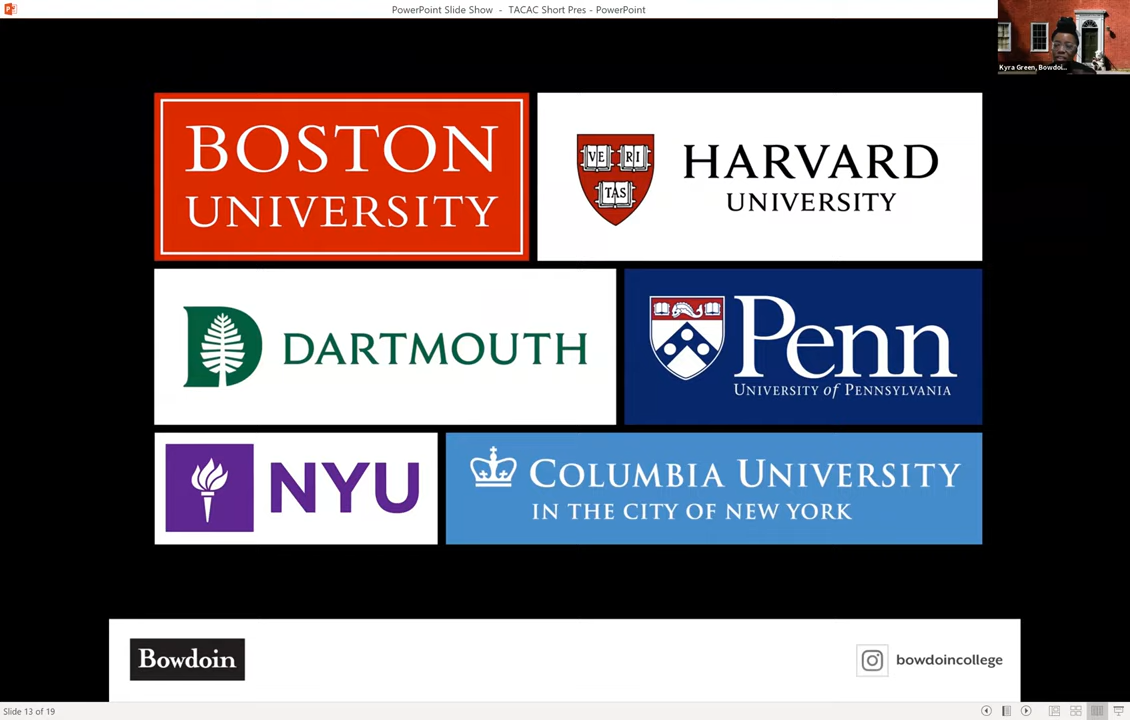 PowerPoint Slide Show - TACAC Short Pres - PowerPoint
Kyra Green, Bowdoi...
BOSTON
UNIVERSITY
VE RI
TAS
HARVARD
UNIVERSITY
D DARTMOUTH
Penn
UNIVERSITY of PENNSYLVANIA
NYU
COLUMBIA UNIVERSITY
IN THE CITY OF NEW YORK
Bowdoin
bowdoincollege
Slide 13 of 19